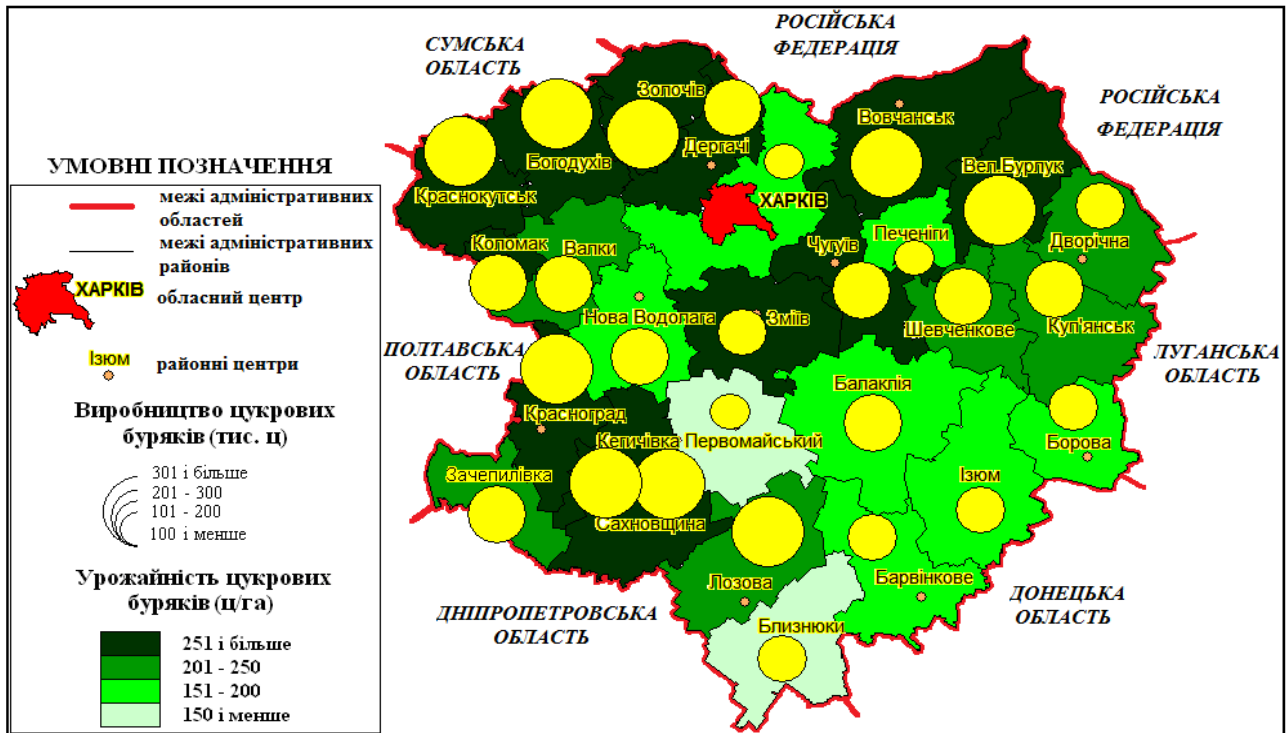 СУМСЬКА
ОБЛАСТЬ
РОСІЙСЬКА
ФЕДЕРАЦІЯ
РОСІЙСЬКА
ФЕДЕРАЦІЯ
УМОВНІ ПОЗНАЧЕННЯ
межі адміністративних
областей
межі адміністративних
районів
ХАРКІВ
обласний центр
Ізюм
районні центри
Виробництво цукрових
буряків (тис. ц)
301 і більше
201 - 300
101 - 200
100 і менше
Урожайність цукрових
буряків (ц/га)
251 і більше
201 - 250
151 - 200
150 і менше
Золочів
Богодухів
Дергачі
Вовчанськ
Краснокутськ
Вел.Бурлук
ХАРКІВ
Коломак
Валки
Чугуїв
Печеніги
Дворічна
Нова Водолага
Зміїв
Шевченкове
Куп'янськ
ПОЛТАВСЬКА
ОБЛАСТЬ
ЛУГАНСЬКА
ОБЛАСТЬ
Балаклія
Красноград
Кегичівка
Первомайський
Борова
Зачепилівка
Ізюм
Сахновщина
Лозова
Барвінкове
ДНІПРОПЕТРОВСЬКА
ОБЛАСТЬ
ДОНЕЦЬКА
ОБЛАСТЬ
Близнюки